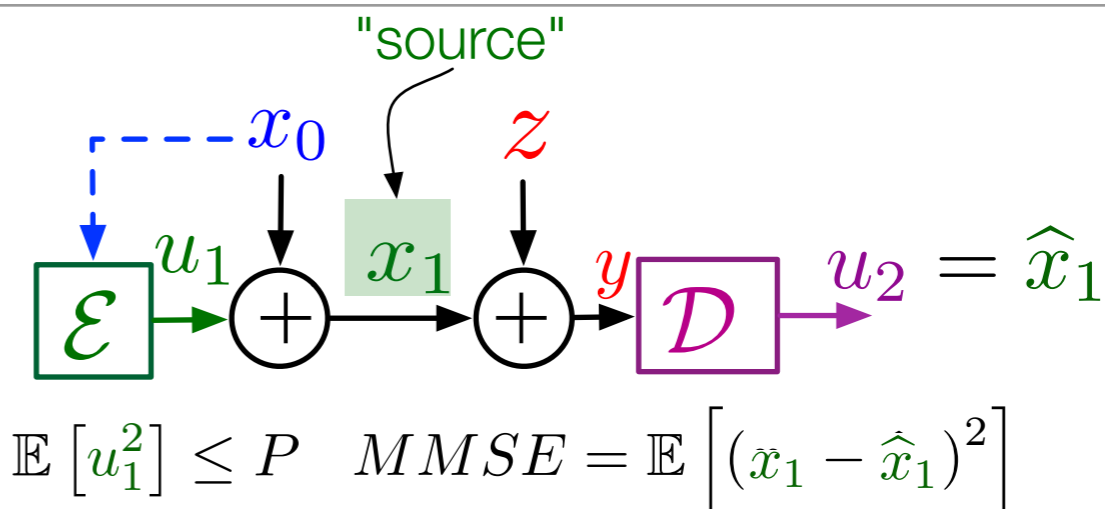 "source"
x₀ z
u₁ x₁ y u₂ = x̂₁
ℰ + + 𝒟
𝔼[u₁²] ≤ P MMSE = 𝔼[(x₁ − x̂₁)²]